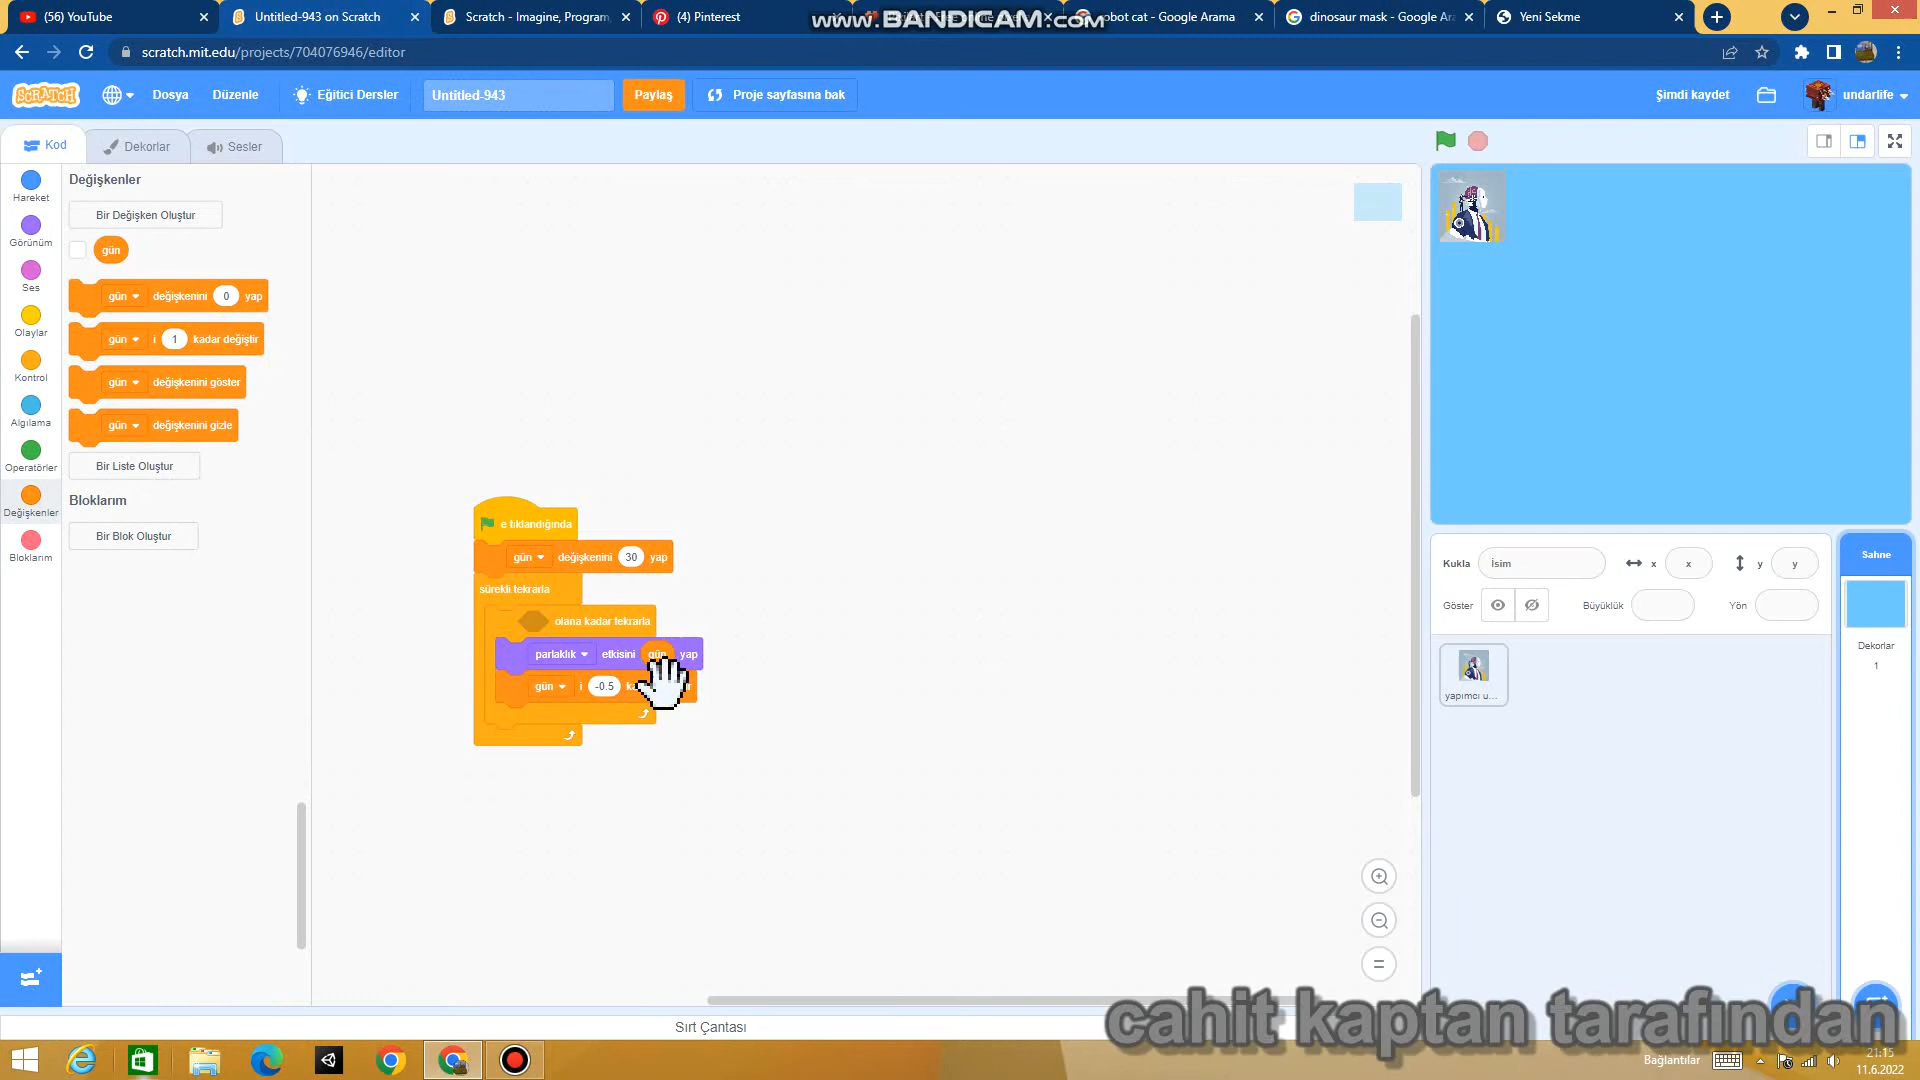 (56) YouTube
Untitled-943 on Scratch
Scratch - Imagine, Program,
(4) Pinterest
www.BANDICAM.com
robot cat - Google Arama
dinosaur mask - Google Ar
Yeni Sekme
scratch.mit.edu/projects/704076946/editor
SCRATCH
Dosya
Düzenle
Eğitici Dersler
Untitled-943
Paylaş
Proje sayfasına bak
Şimdi kaydet
undarlife
Kod
Dekorlar
Sesler
Hareket
Görünüm
Ses
Olaylar
Kontrol
Algılama
Operatörler
Değişkenler
Bloklarım
Değişkenler
Bir Değişken Oluştur
gün
gün değişkenini 0 yap
gün i 1 kadar değiştir
gün değişkenini göster
gün değişkenini gizle
Bir Liste Oluştur
Bloklarım
Bir Blok Oluştur
e tıklandığında
gün değişkenini 30 yap
sürekli tekrarla
olana kadar tekrarla
parlaklık etkisini gün yap
gün i -0.5
Kukla
İsim
x
x
y
y
Göster
Büyüklük
Yön
yapımcı u...
Sahne
Dekorlar
1
Sırt Çantası
cahit kaptan tarafından
Bağlantılar
21:15
11.6.2022